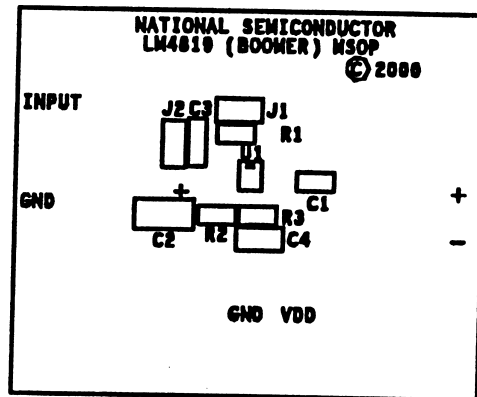 NATIONAL SEMICONDUCTOR
LM4819 (BOOMER) MSOP
© 2000
INPUT
J2 C3 J1
R1
U1
GND
+
C1
+
C2
R2
R3
C4
−
GND VDD